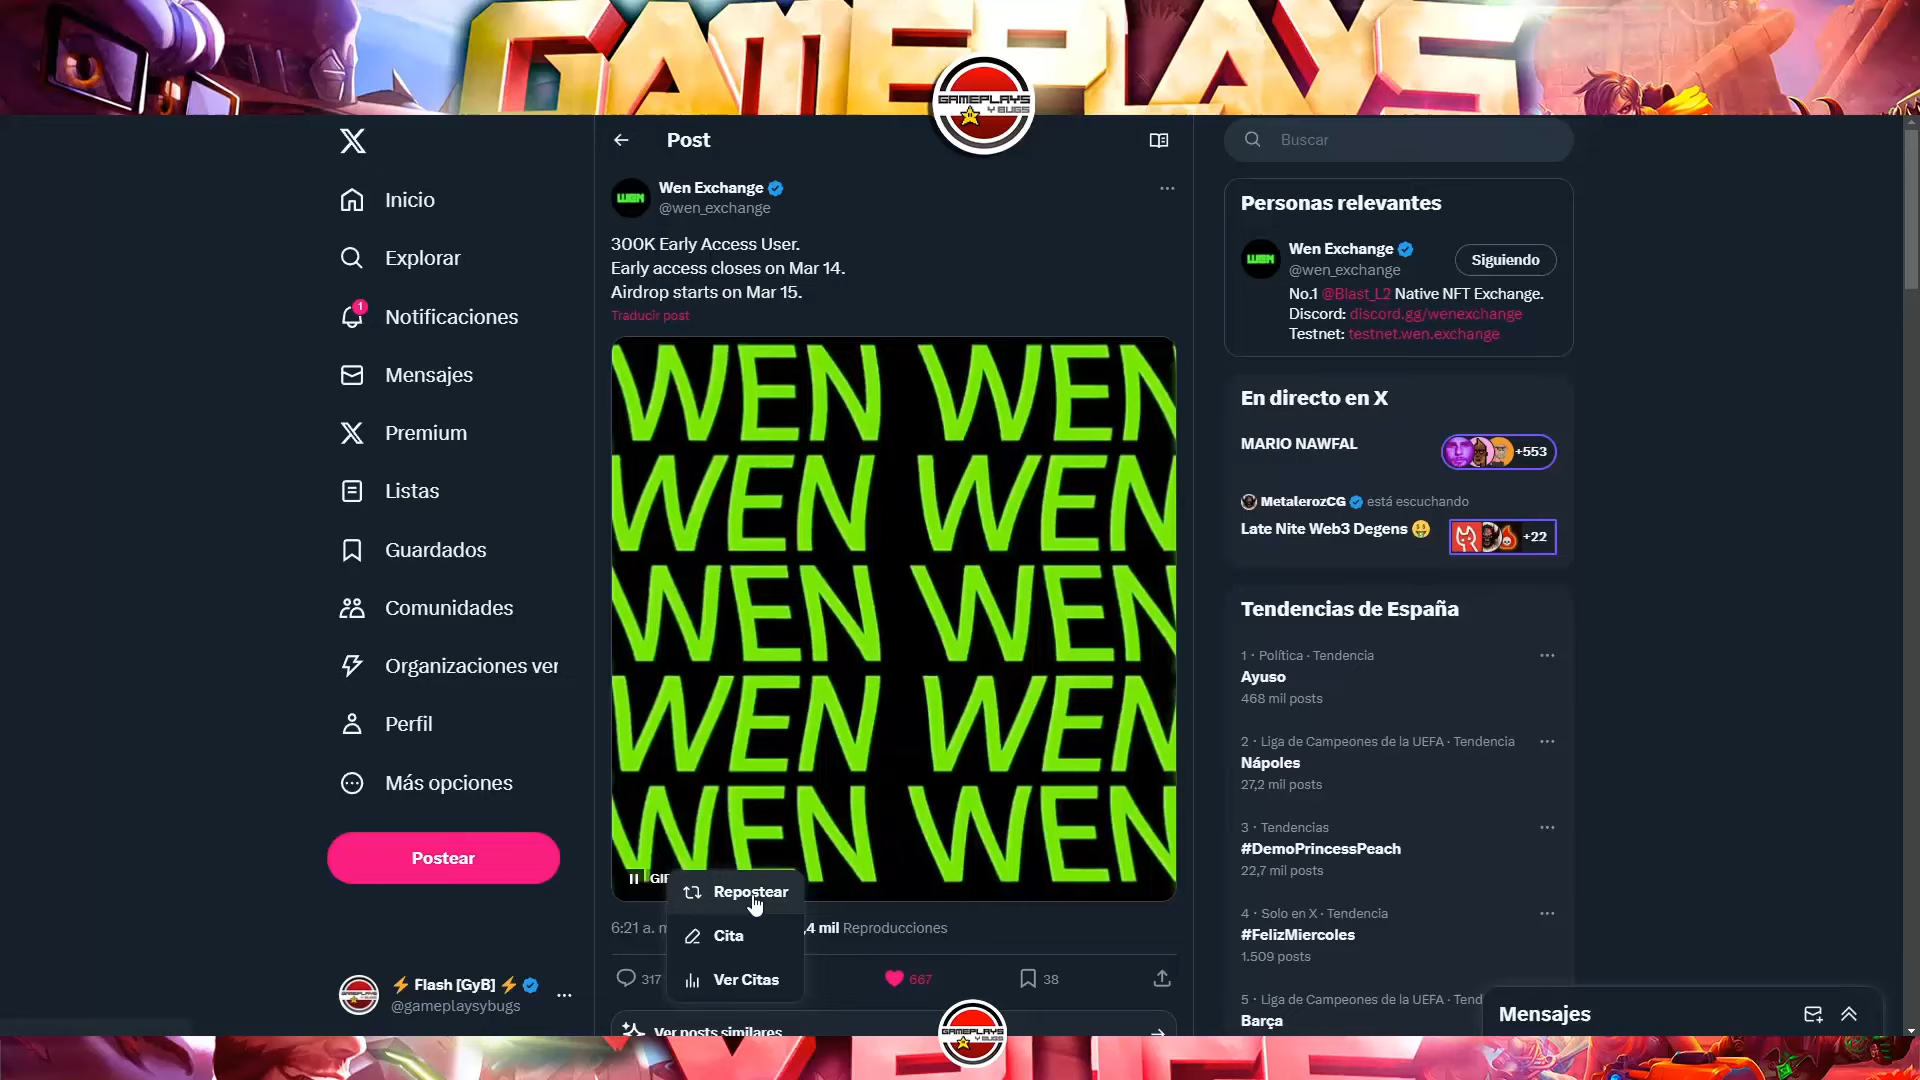 GAMEPLAYS
GAMEPLAYS
Y BUGS
Inicio
Explorar
1
Notificaciones
Mensajes
Premium
Listas
Guardados
Comunidades
Organizaciones ver
Perfil
Más opciones
Postear
⚡ Flash [GyB] ⚡
@gameplaysybugs
Post
WEN
Wen Exchange
@wen_exchange
300K Early Access User.
Early access closes on Mar 14.
Airdrop starts on Mar 15.
Traducir post
WEN WEN
WEN WEN
WEN WEN
WEN WEN
WEN WEN
GIF
Repostear
Cita
Ver Citas
6:21 a. m
,4 mil Reproducciones
317
667
38
Ver posts similares
Buscar
Personas relevantes
WEN
Wen Exchange
@wen_exchange
Siguiendo
No.1 @Blast_L2 Native NFT Exchange.
Discord: discord.gg/wenexchange
Testnet: testnet.wen.exchange
En directo en X
MARIO NAWFAL
+553
MetalerozCG está escuchando
Late Nite Web3 Degens 🤑
+22
Tendencias de España
1 · Política · Tendencia
Ayuso
468 mil posts
2 · Liga de Campeones de la UEFA · Tendencia
Nápoles
27,2 mil posts
3 · Tendencias
#DemoPrincessPeach
22,7 mil posts
4 · Solo en X · Tendencia
#FelizMiercoles
1.509 posts
5 · Liga de Campeones de la UEFA · Tend
Barça
Mensajes
GAMEPLAYS
Y BUGS